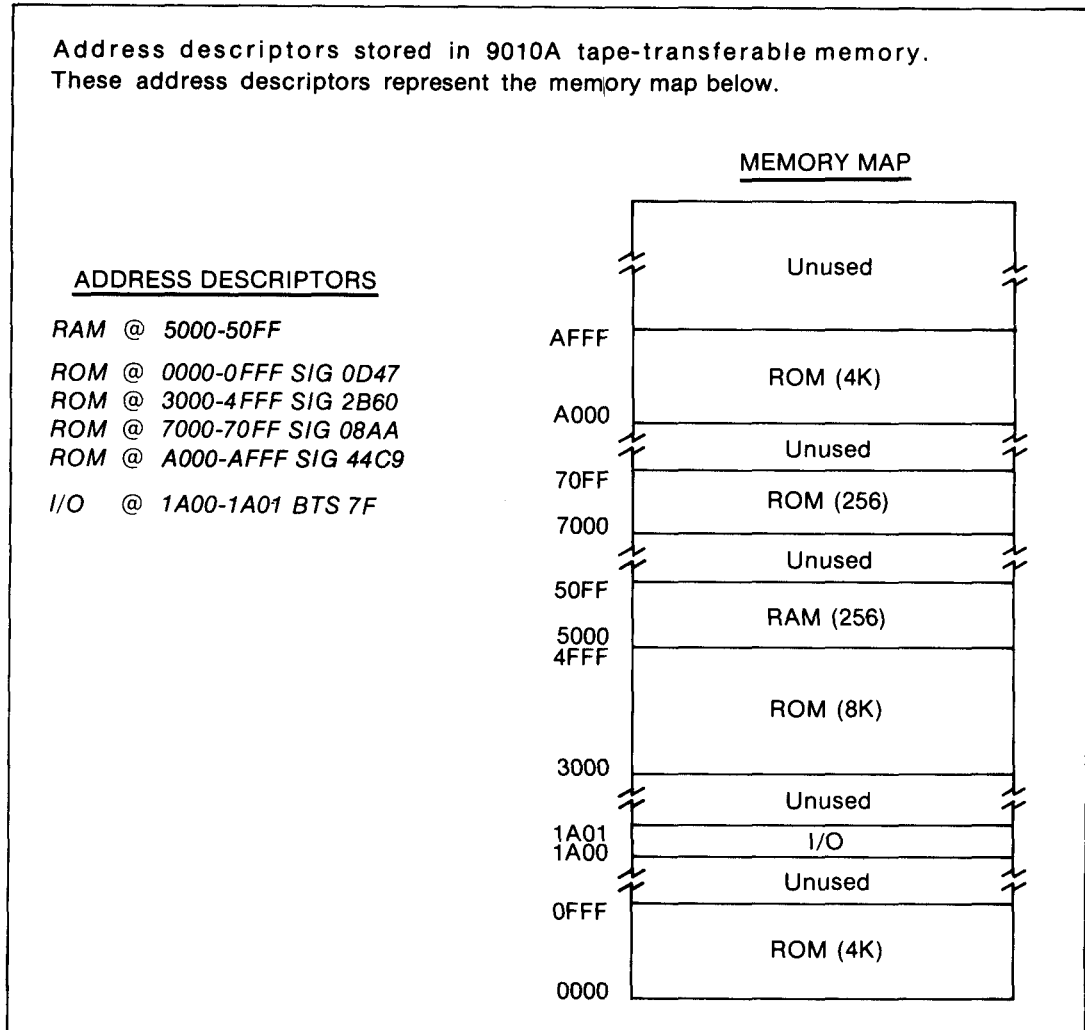 Address descriptors stored in 9010A tape-transferable memory.
These address descriptors represent the memory map below.
MEMORY MAP
ADDRESS DESCRIPTORS
RAM @ 5000-50FF
ROM @ 0000-0FFF SIG 0D47
ROM @ 3000-4FFF SIG 2B60
ROM @ 7000-70FF SIG 08AA
ROM @ A000-AFFF SIG 44C9
I/O @ 1A00-1A01 BTS 7F
Unused
AFFF
ROM (4K)
A000
Unused
70FF
ROM (256)
7000
Unused
50FF
RAM (256)
5000
4FFF
ROM (8K)
3000
Unused
1A01
I/O
1A00
Unused
0FFF
ROM (4K)
0000